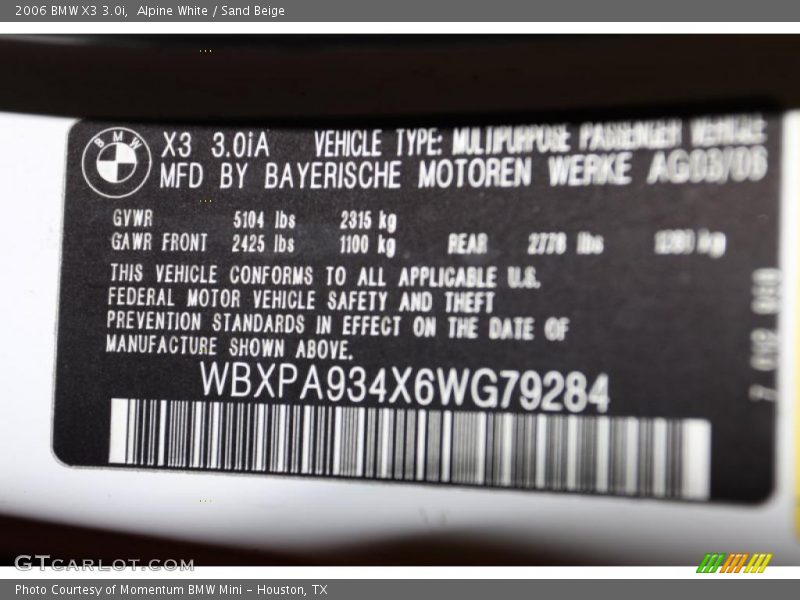 2006 BMW X3 3.0i,  Alpine White / Sand Beige
BMW
X3 3.0iA VEHICLE TYPE: MULTIPURPOSE PASSENGER VEHICLE
MFD BY BAYERISCHE MOTOREN WERKE AG03/06
GVWR 5104 lbs 2315 kg
GAWR FRONT 2425 lbs 1100 kg REAR 2778 lbs kg
THIS VEHICLE CONFORMS TO ALL APPLICABLE U.S.
FEDERAL MOTOR VEHICLE SAFETY AND THEFT
PREVENTION STANDARDS IN EFFECT ON THE DATE OF
MANUFACTURE SHOWN ABOVE.
WBXPA934X6WG79284
GTCARLOT.COM
Photo Courtesy of Momentum BMW Mini – Houston, TX